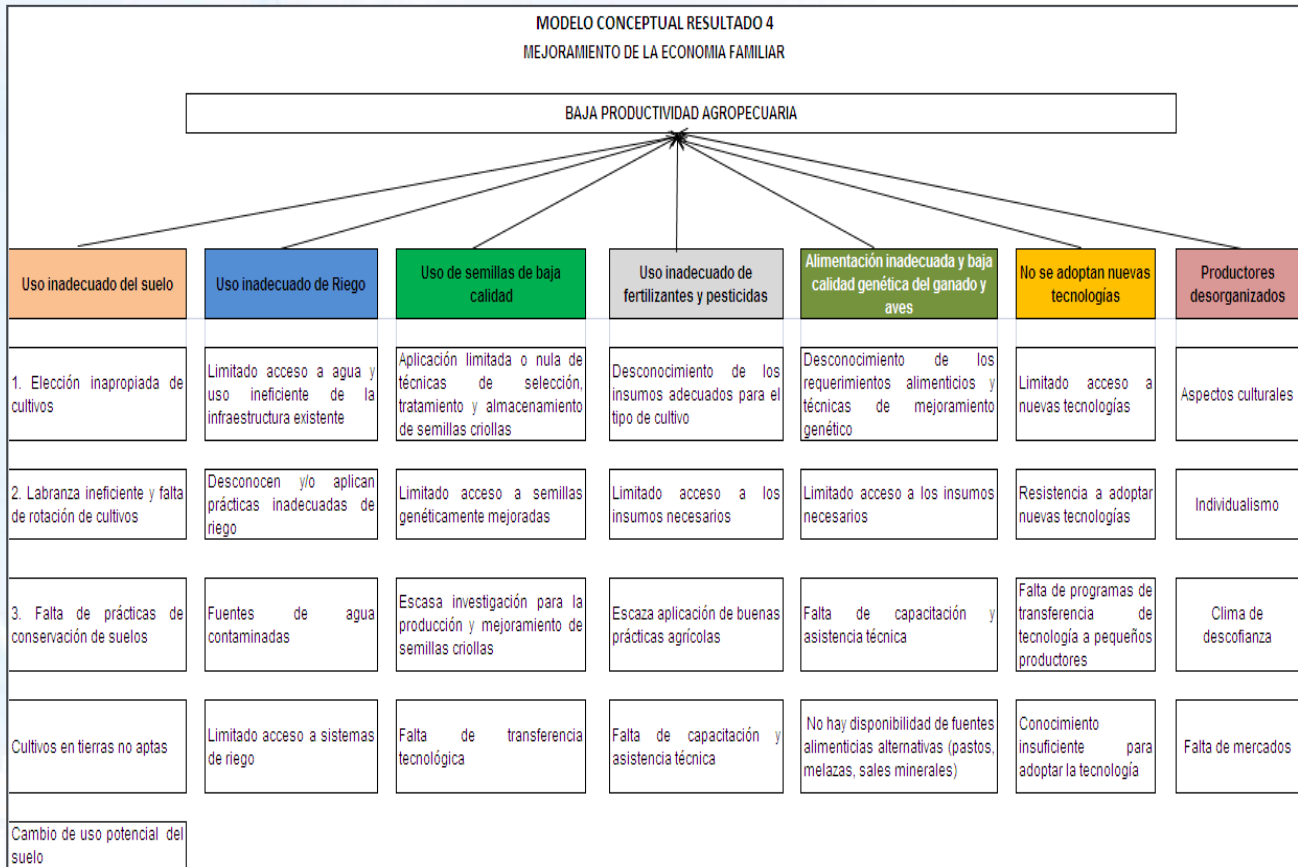 MODELO CONCEPTUAL RESULTADO 4
MEJORAMIENTO DE LA ECONOMIA FAMILIAR
BAJA PRODUCTIVIDAD AGROPECUARIA
Uso inadecuado del suelo
Uso inadecuado de Riego
Uso de semillas de baja
calidad
Uso inadecuado de
fertilizantes y pesticidas
Alimentación inadecuada y baja
calidad genética del ganado y
aves
No se adoptan nuevas
tecnologías
Productores
desorganizados
1. Elección inapropiada de
cultivos
Limitado acceso a agua y
uso ineficiente de la
infraestructura existente
Aplicación limitada o nula de
técnicas de selección,
tratamiento y almacenamiento
de semillas criollas
Desconocimiento de los
insumos adecuados para el
tipo de cultivo
Desconocimiento de los
requerimientos alimenticios y
técnicas de mejoramiento
genético
Limitado acceso a
nuevas tecnologías
Aspectos culturales
2. Labranza ineficiente y falta
de rotación de cultivos
Desconocen y/o aplican
prácticas inadecuadas de
riego
Limitado acceso a semillas
genéticamente mejoradas
Limitado acceso a los
insumos necesarios
Limitado acceso a los insumos
necesarios
Resistencia a adoptar
nuevas tecnologías
Individualismo
3. Falta de prácticas de
conservación de suelos
Fuentes de agua
contaminadas
Escasa investigación para la
producción y mejoramiento de
semillas criollas
Escaza aplicación de buenas
prácticas agrícolas
Falta de capacitación y
asistencia técnica
Falta de programas de
transferencia de
tecnología a pequeños
productores
Clima de
descofianza
Cultivos en tierras no aptas
Limitado acceso a sistemas
de riego
Falta de transferencia
tecnológica
Falta de capacitación y
asistencia técnica
No hay disponibilidad de fuentes
alimenticias alternativas (pastos,
melazas, sales minerales)
Conocimiento
insuficiente para
adoptar la tecnología
Falta de mercados
Cambio de uso potencial del
suelo